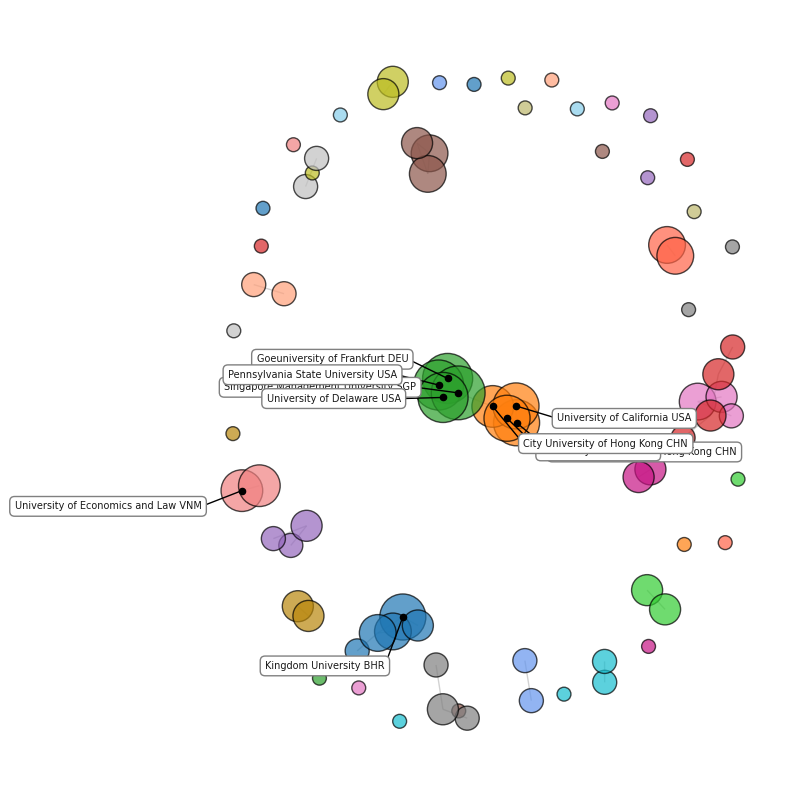 Goeuniversity of Frankfurt DEU
Pennsylvania State University USA
Singapore Management University SGP
University of Delaware USA
University of California USA
City University of Hong Kong CHN
Kong CHN
University of Economics and Law VNM
Kingdom University BHR